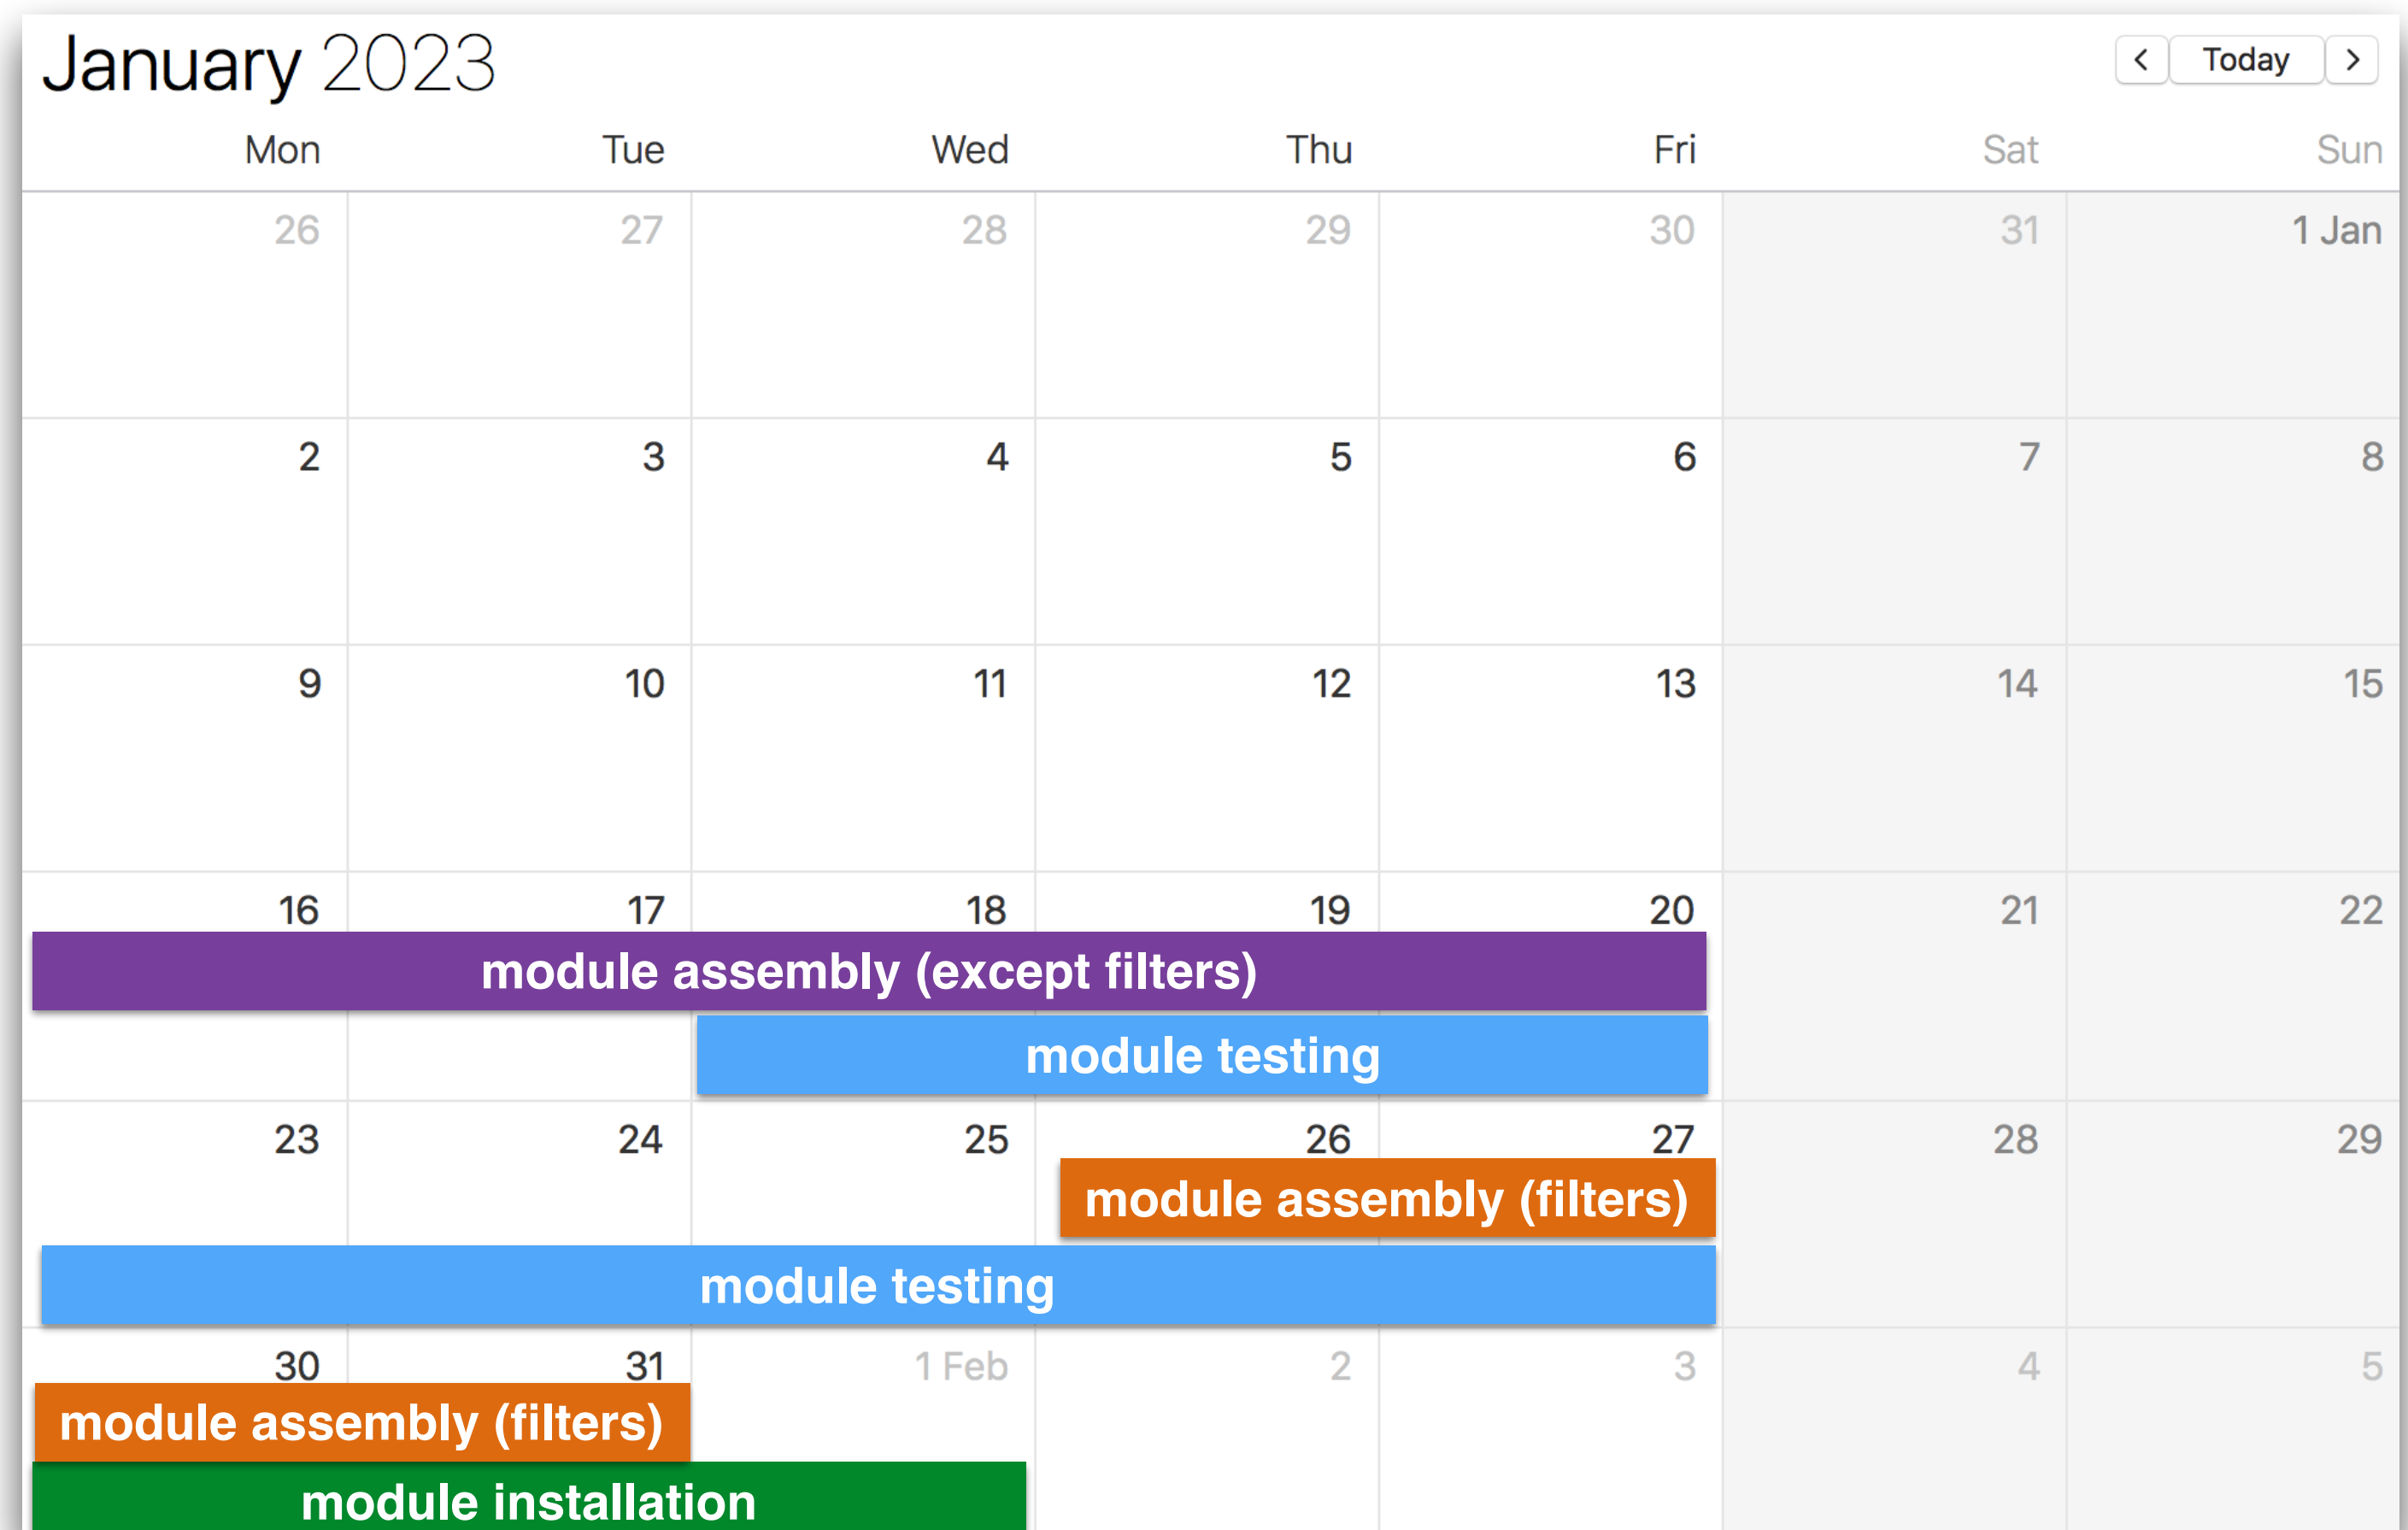 January 2023
< Today >
Mon Tue Wed Thu Fri Sat Sun
26 27 28 29 30 31 1 Jan
2 3 4 5 6 7 8
9 10 11 12 13 14 15
16 17 18 19 20 21 22
module assembly (except filters)
module testing
23 24 25 26 27 28 29
module assembly (filters)
module testing
30 31 1 Feb 2 3 4 5
module assembly (filters)
module installation